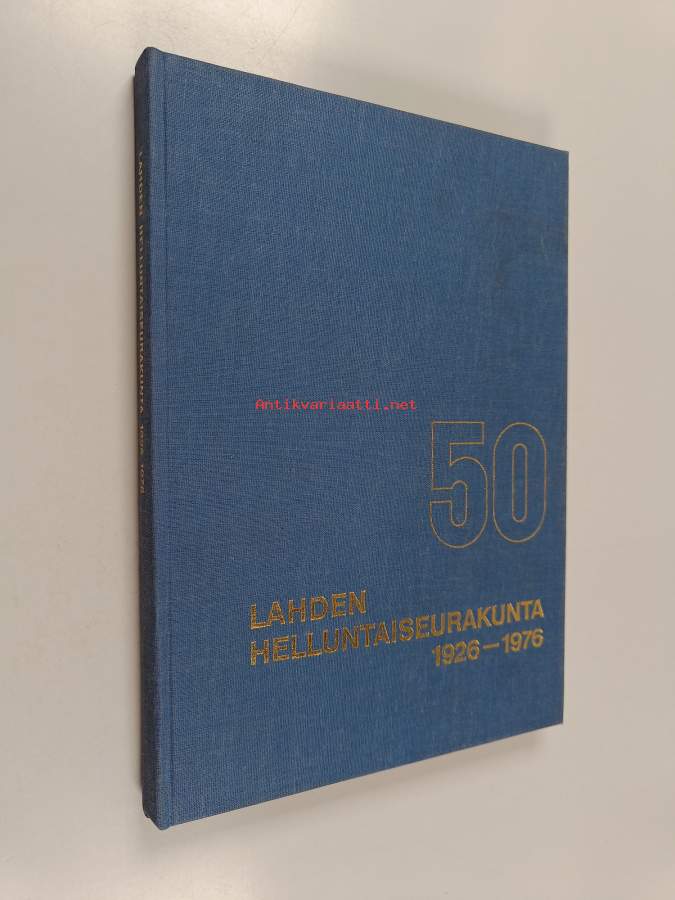 LAHDEN HELLUNTAISEURAKUNTA 1926-1976
Antikvariaatti.net
50
LAHDEN
HELLUNTAISEURAKUNTA
1926—1976